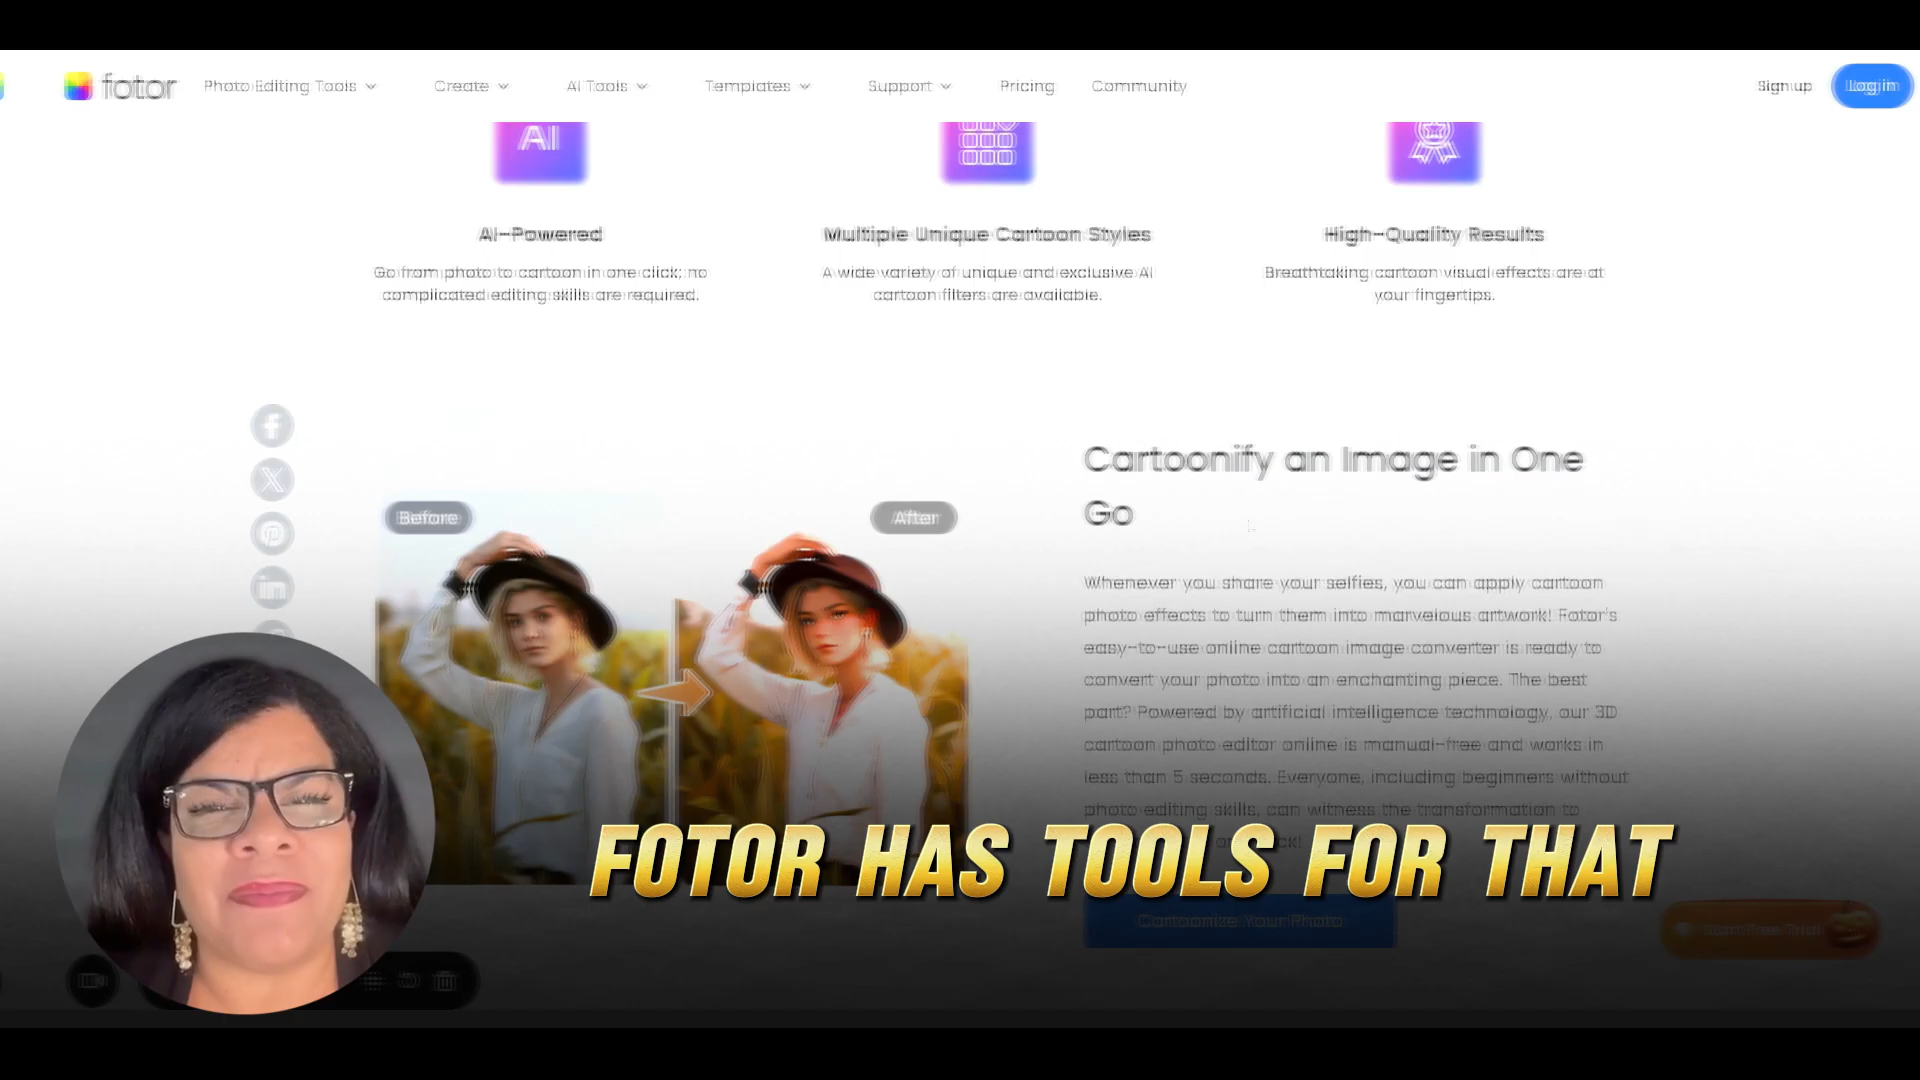 fotor Photo Editing Tools Create AI Tools Templates Support Pricing Community Sign up Log in
AI
AI-Powered
Go from photo to cartoon in one click; no
complicated editing skills are required.
Multiple Unique Cartoon Styles
A wide variety of unique and exclusive AI
cartoon filters are available.
High-Quality Results
Breathtaking cartoon visual effects are at
your fingertips.
Before
After
Cartoonify an Image in One
Go
Whenever you share your selfies, you can apply cartoon
photo effects to turn them into marvelous artwork! Fotor's
easy-to-use online cartoon image converter is ready to
convert your photo into an enchanting piece. The best
part? Powered by artificial intelligence technology, our 3D
cartoon photo editor online is manual-free and works in
less than 5 seconds. Everyone, including beginners without
photo editing skills, can witness the transformation to
FOTOR HAS TOOLS FOR THAT
Cartoonize Your Photo
Start Free Trial